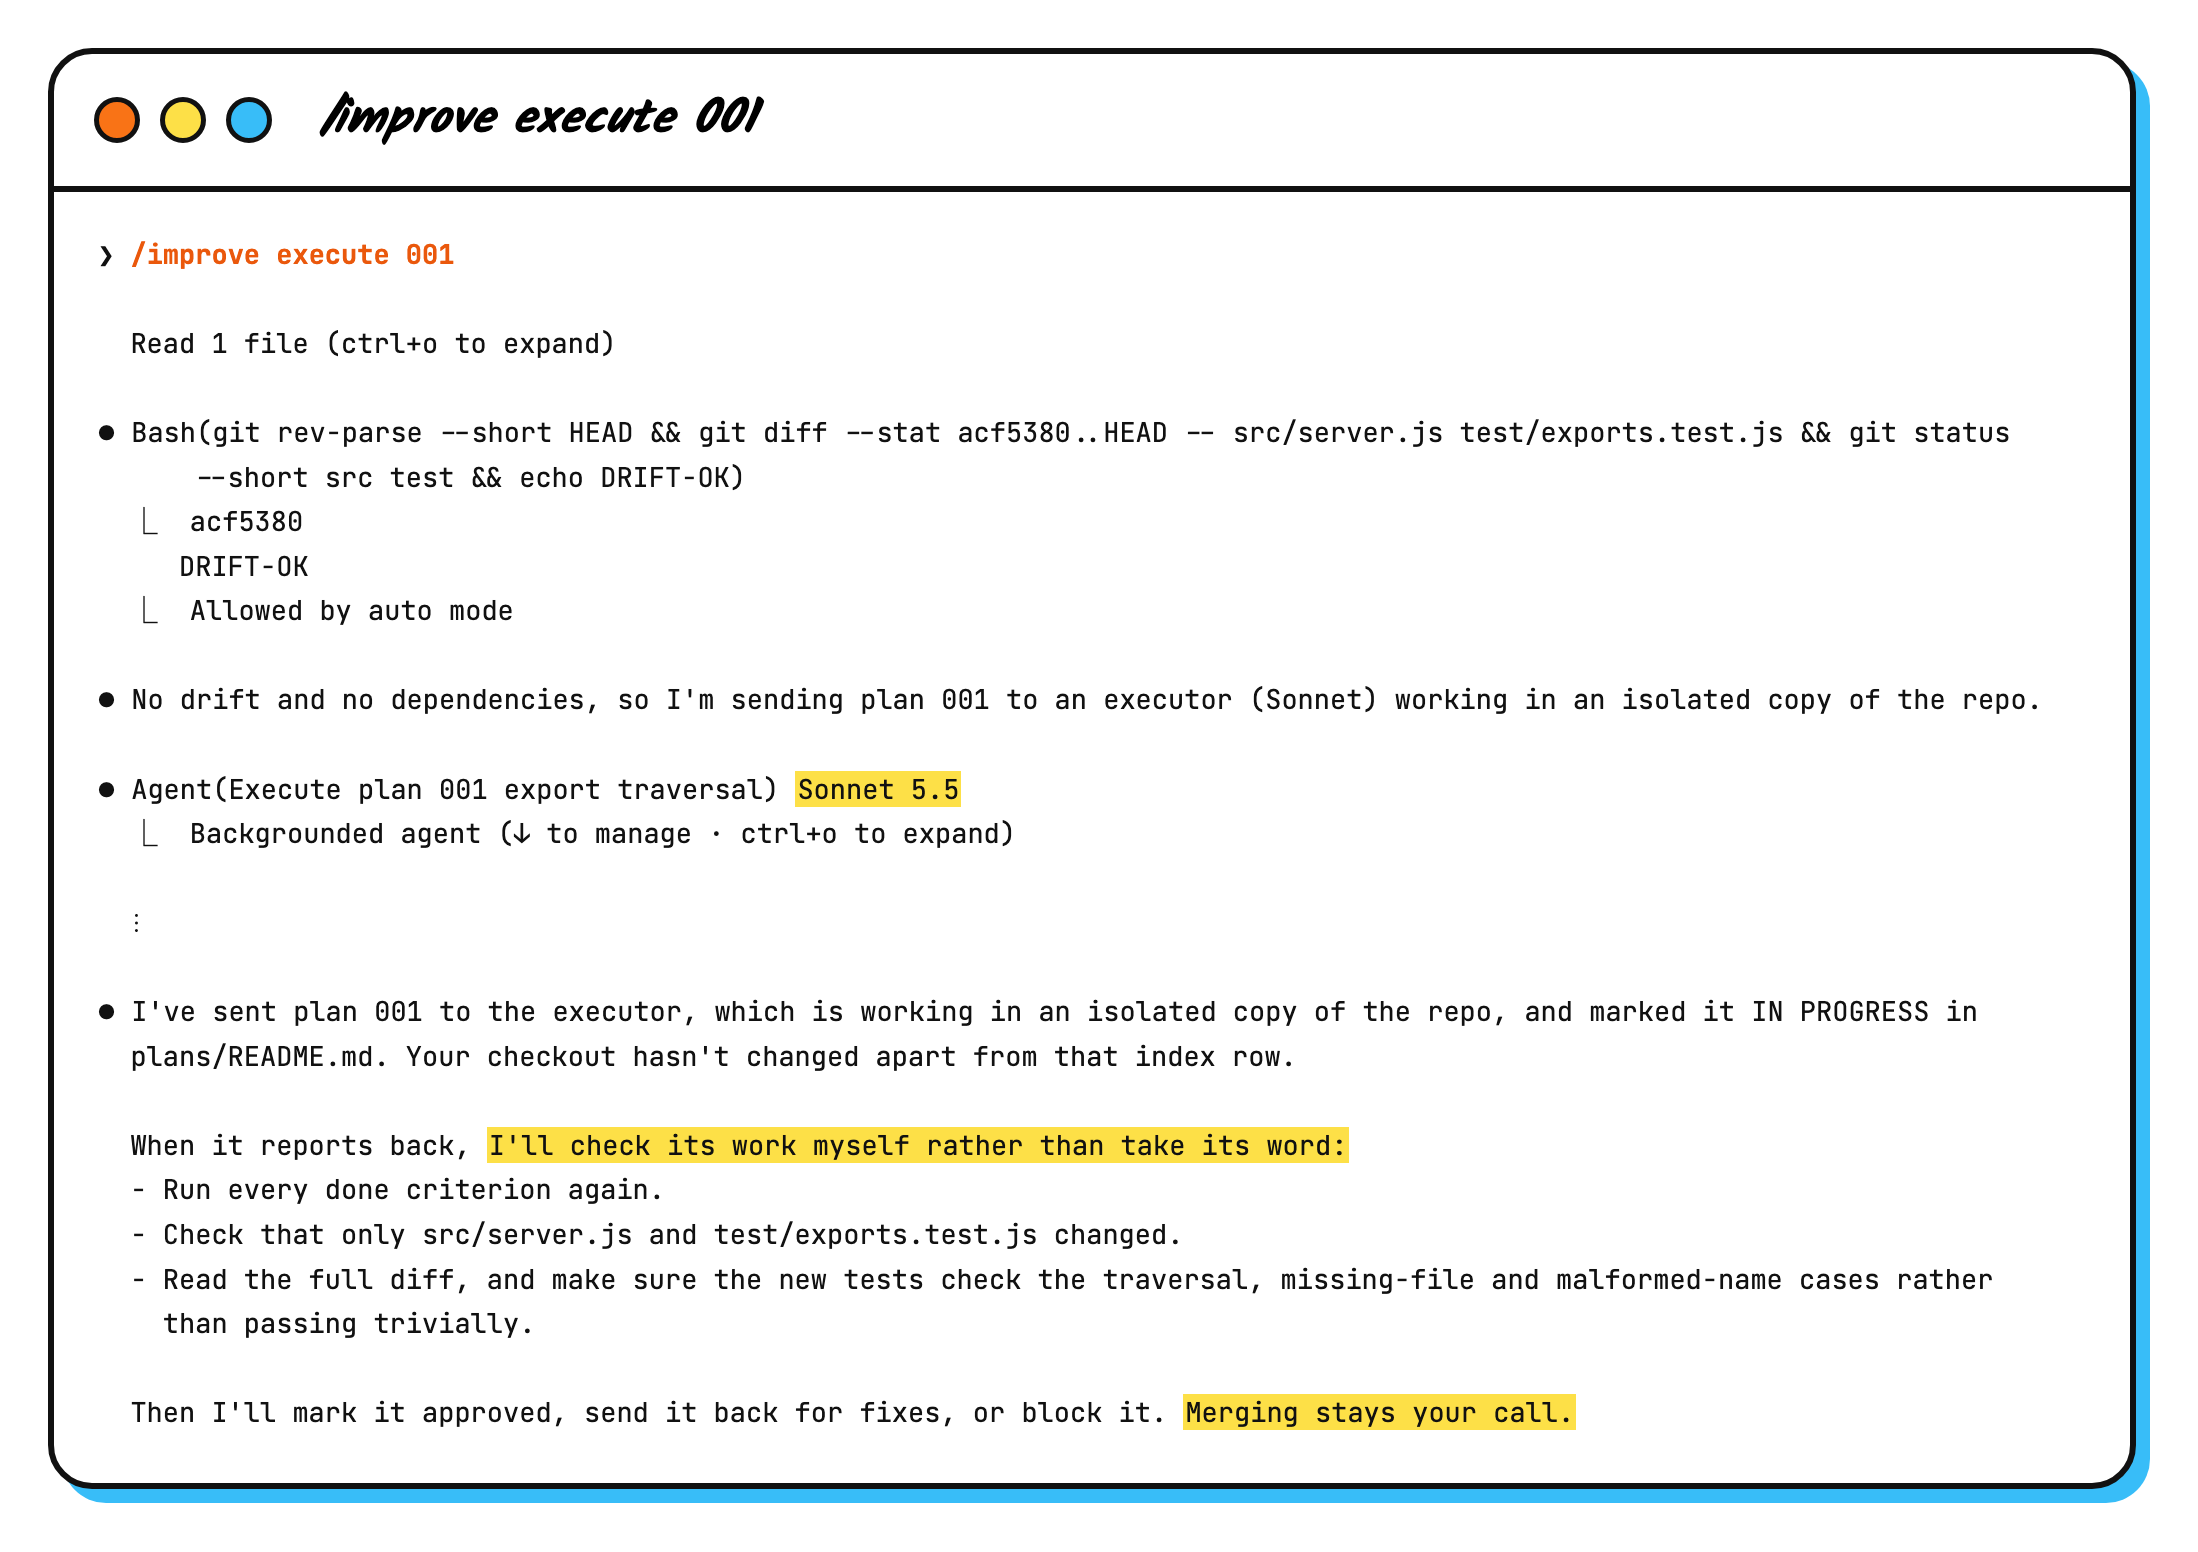 /improve execute 001
❯ /improve execute 001
Read 1 file (ctrl+o to expand)
● Bash(git rev-parse --short HEAD && git diff --stat acf5380..HEAD -- src/server.js test/exports.test.js && git status
--short src test && echo DRIFT-OK)
⎿ acf5380
DRIFT-OK
⎿ Allowed by auto mode
● No drift and no dependencies, so I'm sending plan 001 to an executor (Sonnet) working in an isolated copy of the repo.
● Agent(Execute plan 001 export traversal) Sonnet 5.5
⎿ Backgrounded agent (↓ to manage · ctrl+o to expand)
⋮
● I've sent plan 001 to the executor, which is working in an isolated copy of the repo, and marked it IN PROGRESS in
plans/README.md. Your checkout hasn't changed apart from that index row.
When it reports back, I'll check its work myself rather than take its word:
- Run every done criterion again.
- Check that only src/server.js and test/exports.test.js changed.
- Read the full diff, and make sure the new tests check the traversal, missing-file and malformed-name cases rather
than passing trivially.
Then I'll mark it approved, send it back for fixes, or block it. Merging stays your call.